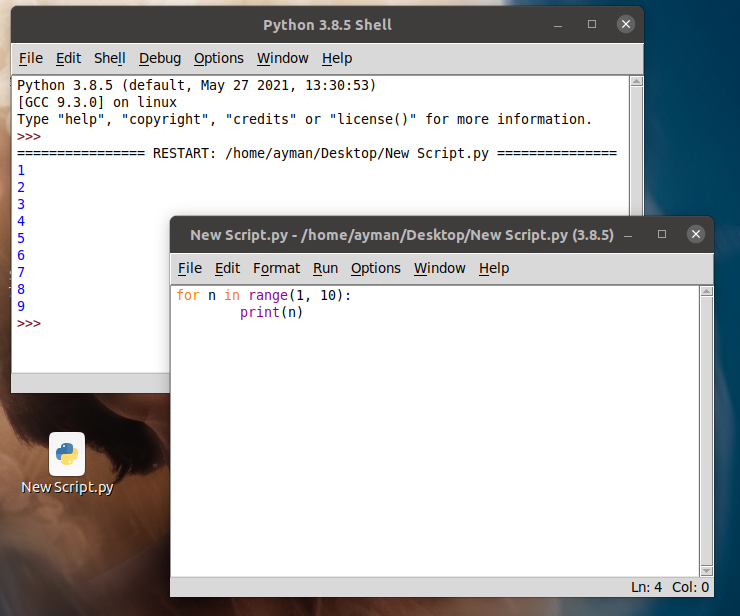 Python 3.8.5 Shell
File Edit Shell Debug Options Window Help
Python 3.8.5 (default, May 27 2021, 13:30:53)
[GCC 9.3.0] on linux
Type "help", "copyright", "credits" or "license()" for more information.
>>>
================ RESTART: /home/ayman/Desktop/New Script.py ===============
1
2
3
4
5
6
7
8
9
>>>
New Script.py - /home/ayman/Desktop/New Script.py (3.8.5)
File Edit Format Run Options Window Help
for n in range(1, 10):
        print(n)
Ln: 4 Col: 0
New Script.py